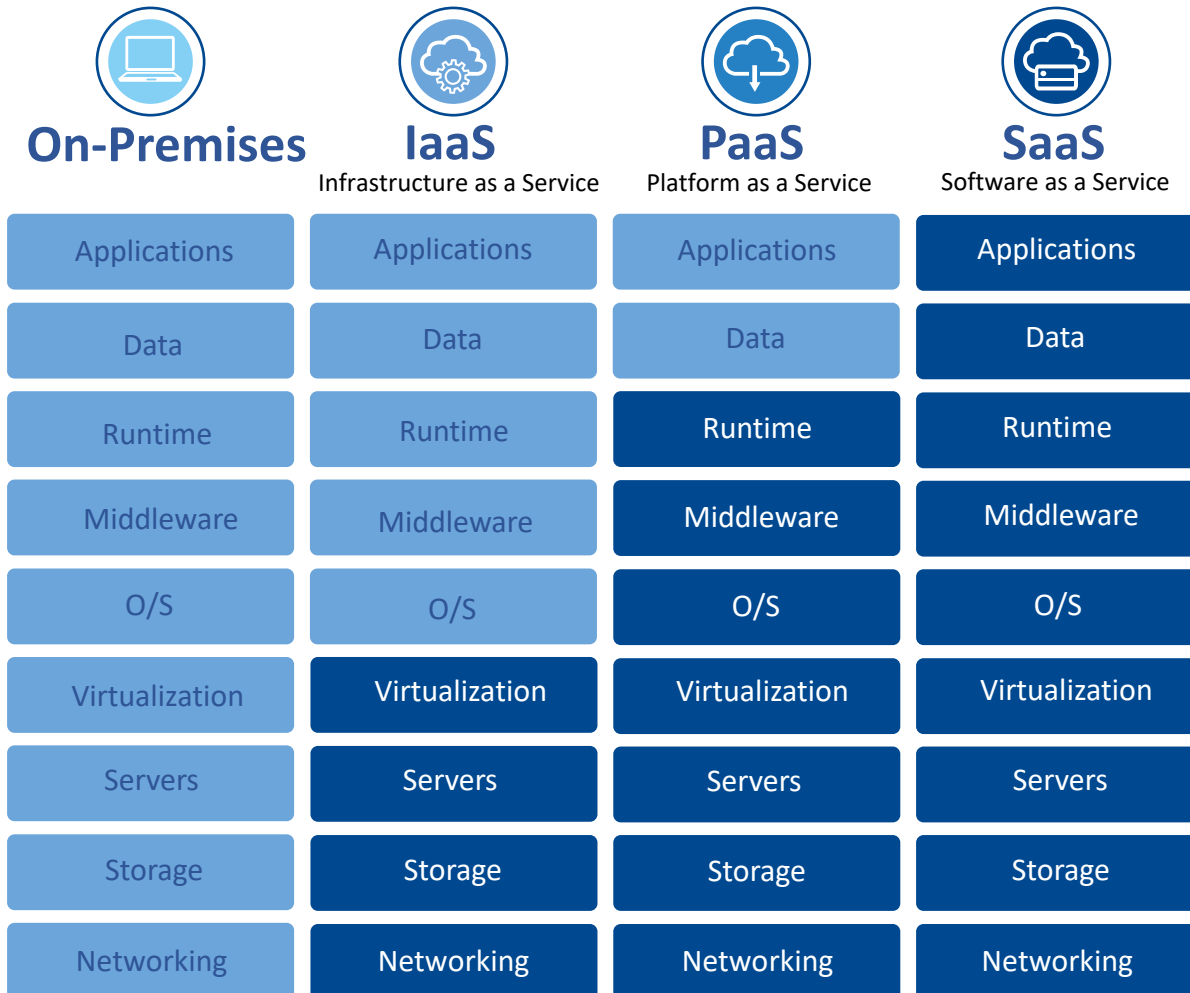 On-Premises
IaaS
PaaS
SaaS
Infrastructure as a Service
Platform as a Service
Software as a Service
Applications
Applications
Applications
Applications
Data
Data
Data
Data
Runtime
Runtime
Runtime
Runtime
Middleware
Middleware
Middleware
Middleware
O/S
O/S
O/S
O/S
Virtualization
Virtualization
Virtualization
Virtualization
Servers
Servers
Servers
Servers
Storage
Storage
Storage
Storage
Networking
Networking
Networking
Networking